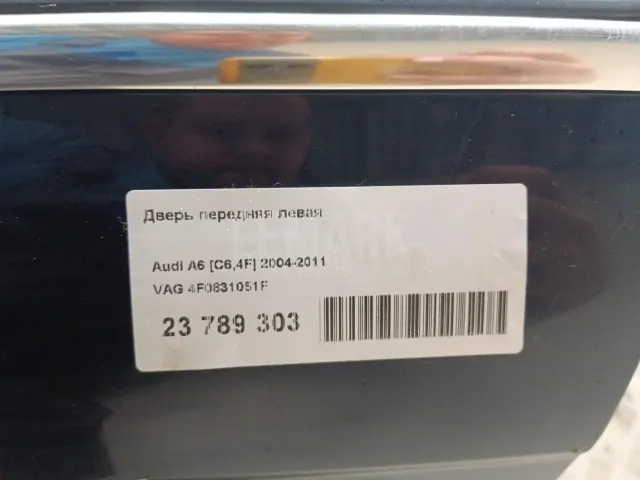 Дверь передняя левая
Audi A6 [C6,4F] 2004-2011
VAG 4F0831051F
23 789 303